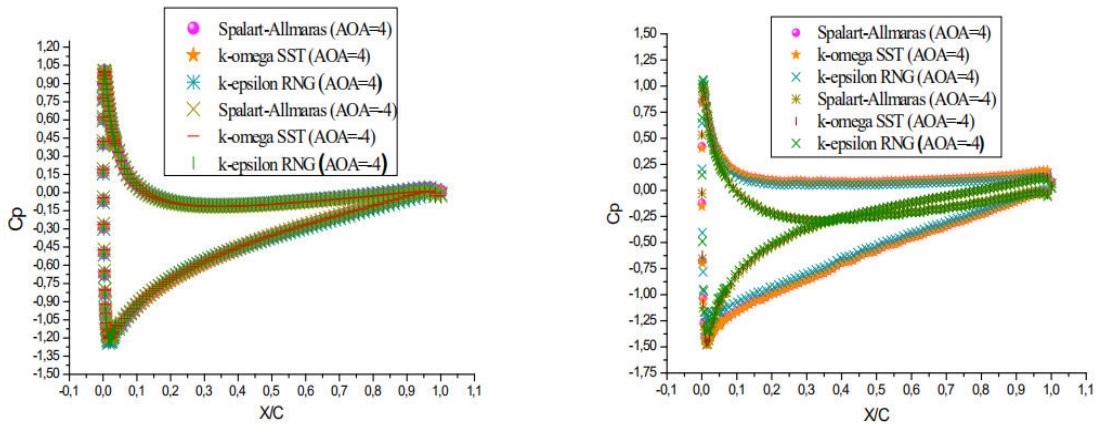 Spalart-Allmaras (AOA=4)
k-omega SST (AOA=4)
k-epsilon RNG (AOA=4)
Spalart-Allmaras (AOA=-4)
k-omega SST (AOA=-4)
k-epsilon RNG (AOA=-4)
1,20
1,05
0,90
0,75
0,60
0,45
0,30
0,15
0,00
-0,15
-0,30
-0,45
-0,60
-0,75
-0,90
-1,05
-1,20
-1,35
-1,50
Cp
-0,1 0,0 0,1 0,2 0,3 0,4 0,5 0,6 0,7 0,8 0,9 1,0 1,1
X/C
Spalart-Allmaras (AOA=4)
k-omega SST (AOA=4)
k-epsilon RNG (AOA=4)
Spalart-Allmaras (AOA=-4)
k-omega SST (AOA=-4)
k-epsilon RNG (AOA=-4)
1,50
1,25
1,00
0,75
0,50
0,25
0,00
-0,25
-0,50
-0,75
-1,00
-1,25
-1,50
-1,75
Cp
-0,1 0,0 0,1 0,2 0,3 0,4 0,5 0,6 0,7 0,8 0,9 1,0 1,1
X/C